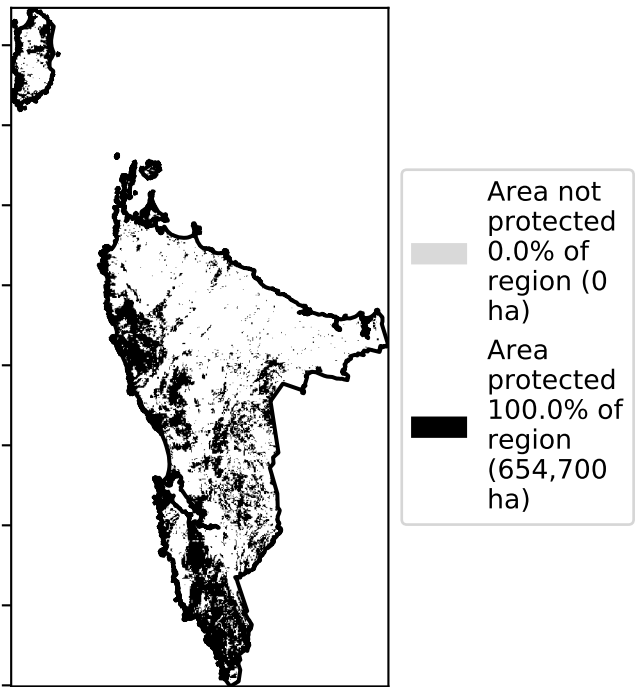 Area not
protected
0.0% of
region (0
ha)
Area
protected
100.0% of
region
(654,700
ha)